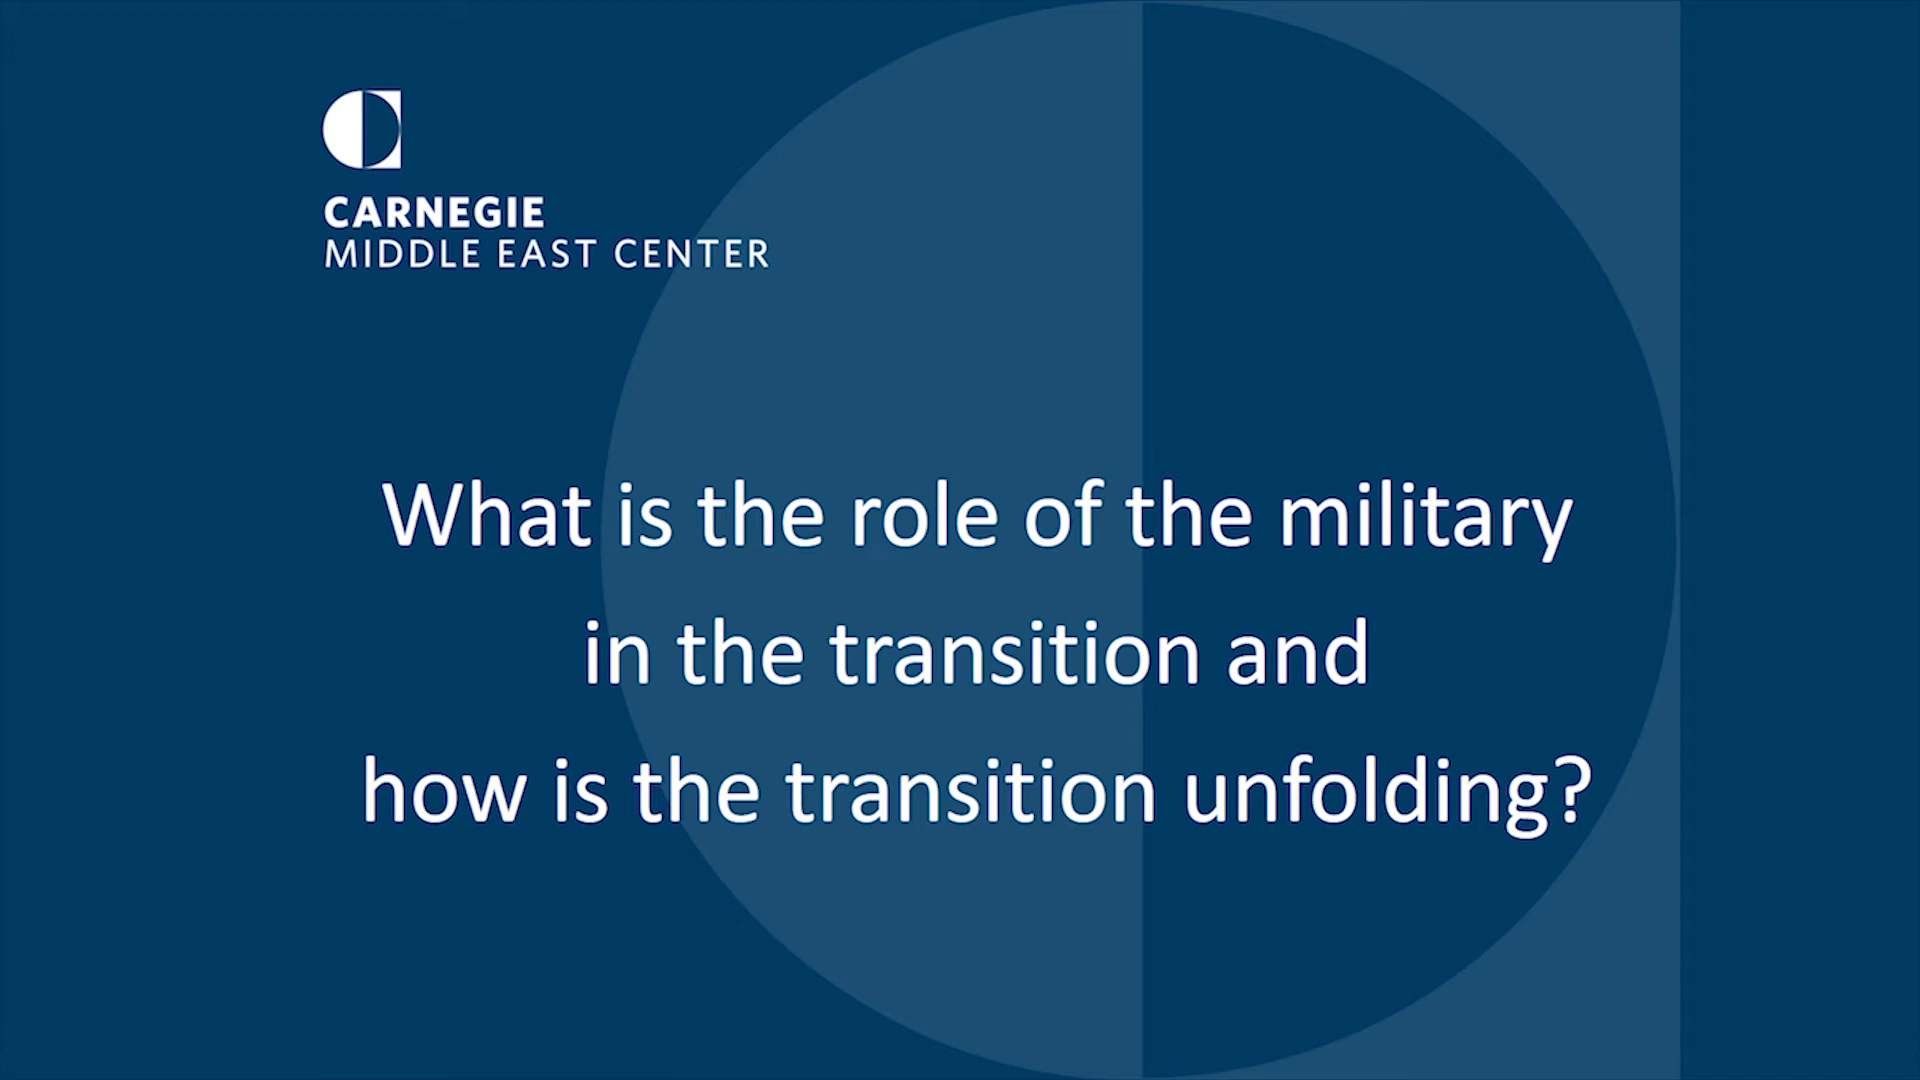 CARNEGIE
MIDDLE EAST CENTER
What is the role of the military
in the transition and
how is the transition unfolding?